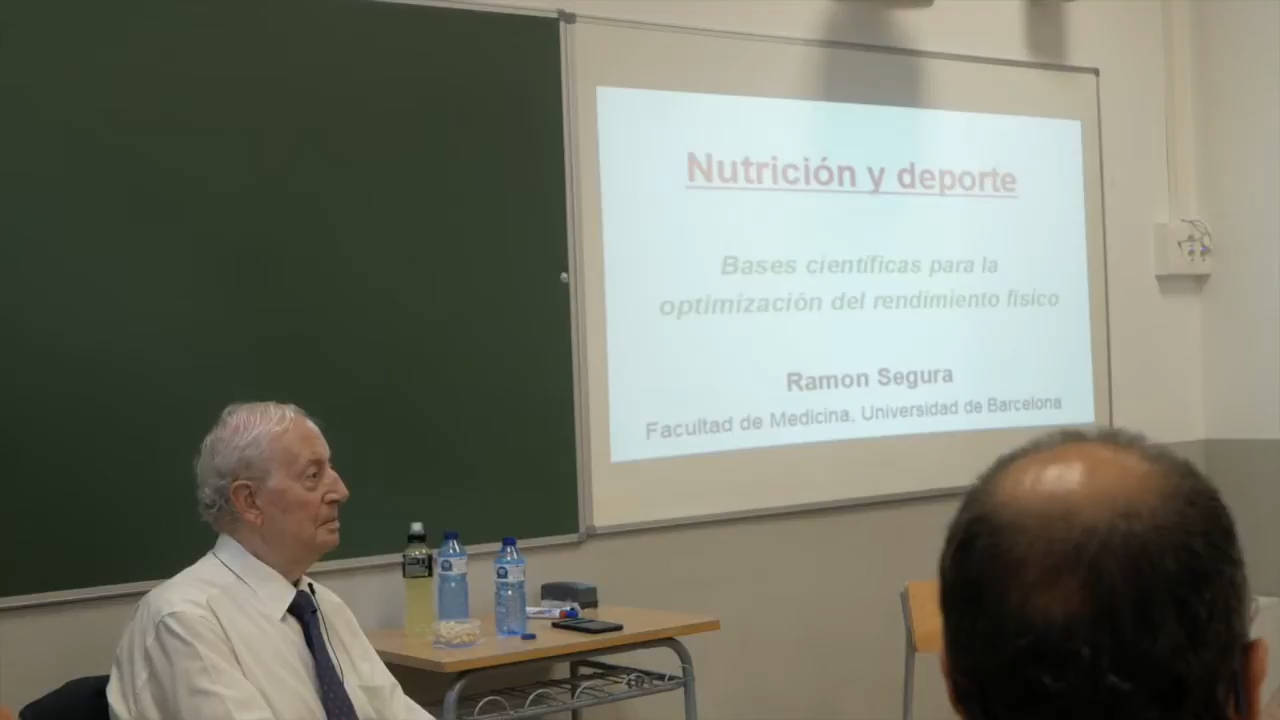 Nutrición y deporte
Bases científicas para la
optimización del rendimiento físico
Ramon Segura
Facultad de Medicina. Universidad de Barcelona